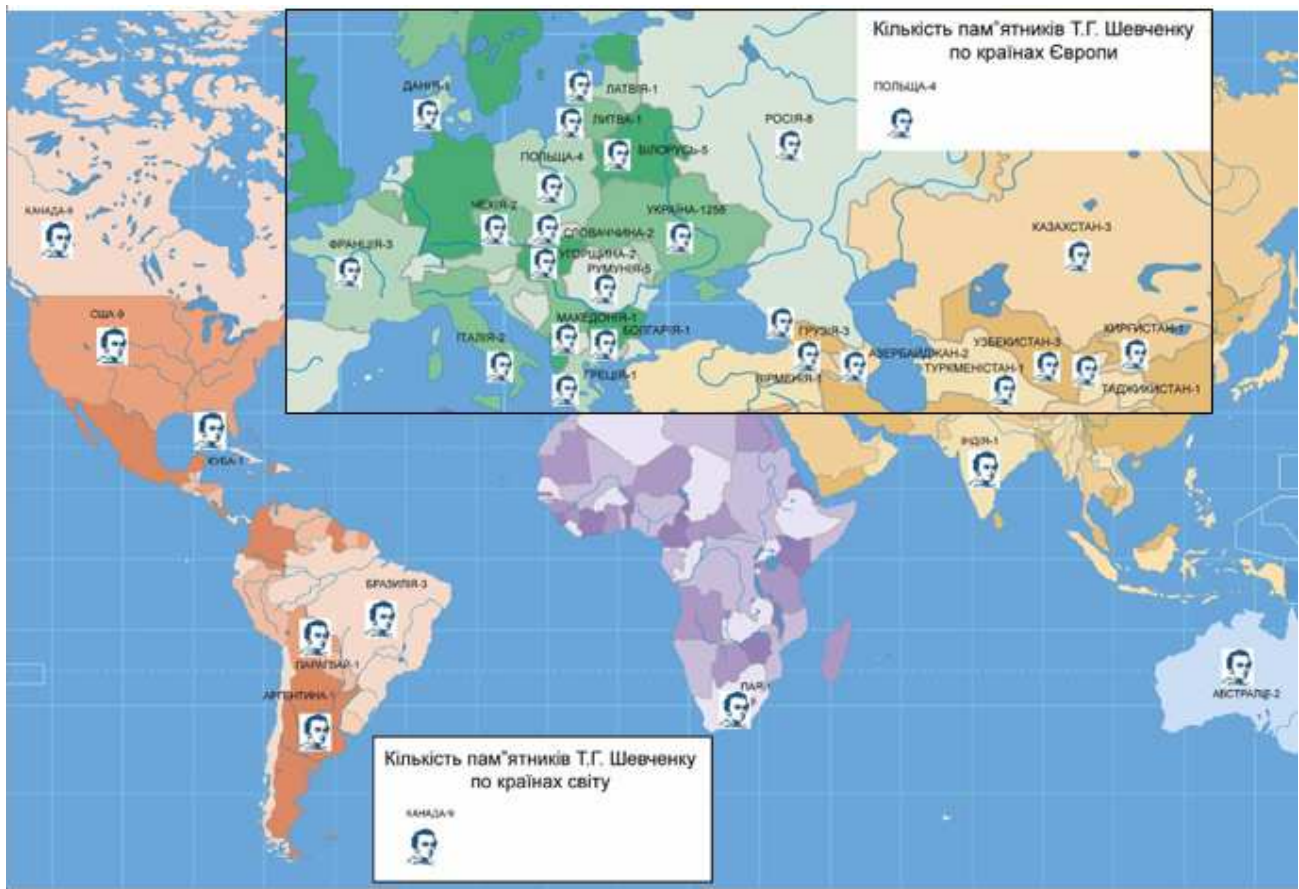 Кількість пам"ятників Т.Г. Шевченку
по країнах Європи
ПОЛЬЩА-4
ДАНІЯ-1
ЛАТВІЯ-1
ЛИТВА-1
РОСІЯ-8
БІЛОРУСЬ-5
ПОЛЬЩА-4
КАНАДА-9
ЧЕХІЯ-2
УКРАЇНА-1256
СЛОВАЧЧИНА-2
КАЗАХСТАН-3
ФРАНЦІЯ-3
УГОРЩИНА-2
РУМУНІЯ-5
США-9
МАКЕДОНІЯ-1
БОЛГАРІЯ-1
ГРУЗІЯ-3
КИРГИСТАН-1
ІТАЛІЯ-2
УЗБЕКИСТАН-3
АЗЕРБАЙДЖАН-2
ТУРКМЕНІСТАН-1
ГРЕЦІЯ-1
ВІРМЕНІЯ-1
ТАДЖИКИСТАН-1
ІНДІЯ-1
КУБА-1
БРАЗИЛІЯ-3
ПАРАГВАЙ-1
АРГЕНТИНА-1
ПАР-1
АВСТРАЛІЯ-2
Кількість пам"ятників Т.Г. Шевченку
по країнах світу
КАНАДА-9